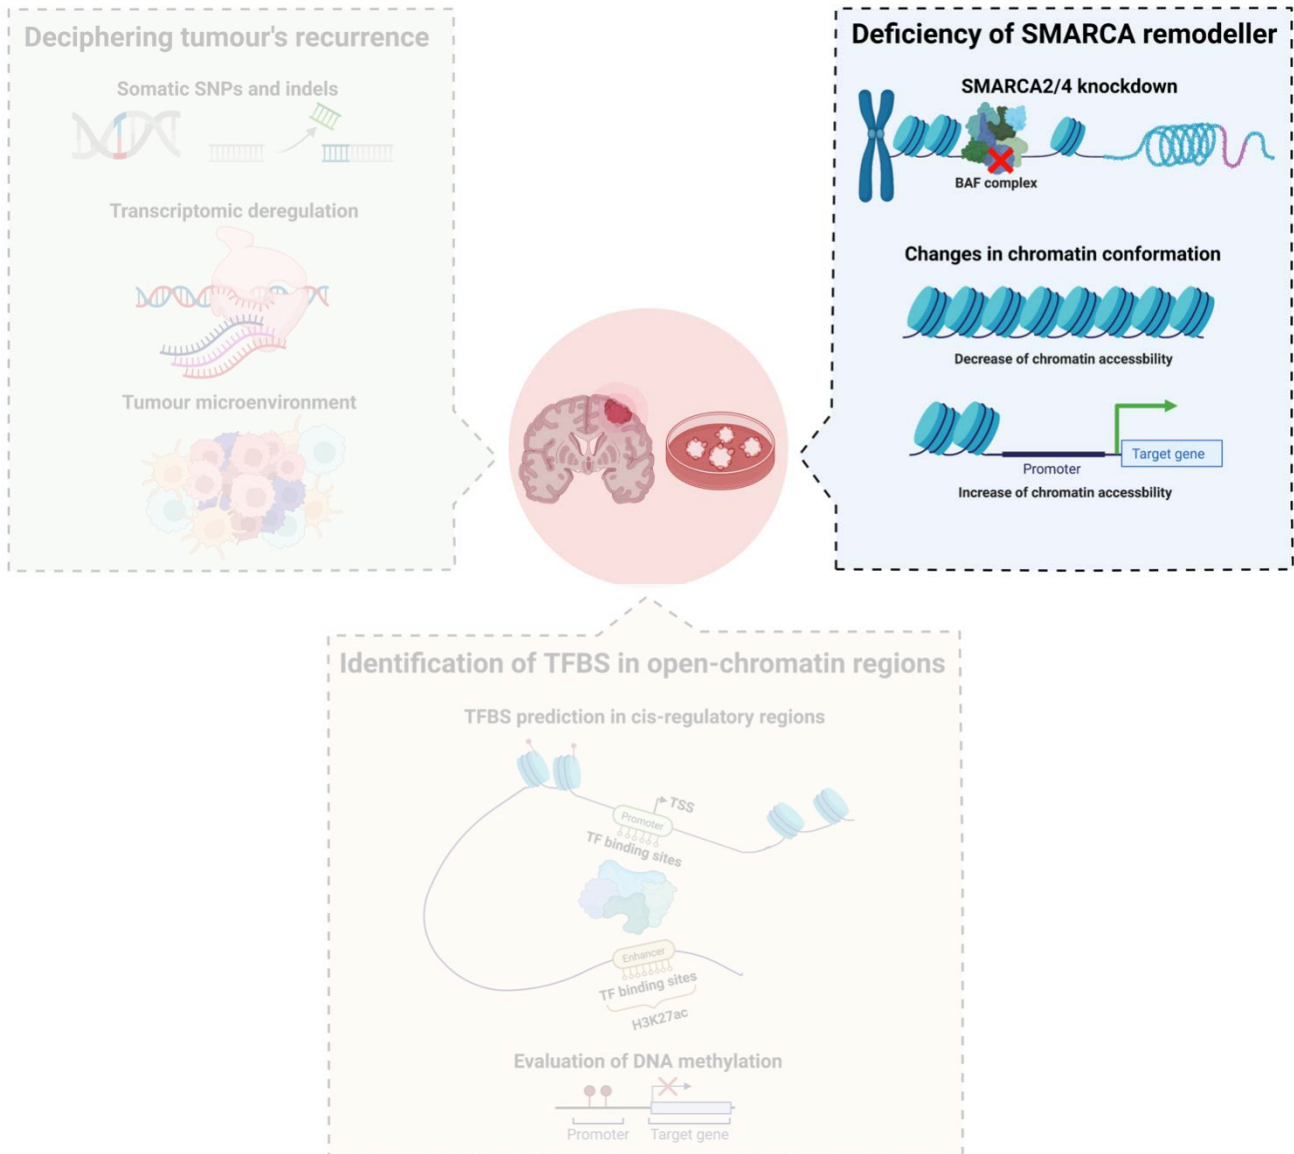 Deciphering tumour's recurrence
Somatic SNPs and indels
Transcriptomic deregulation
Tumour microenvironment
Deficiency of SMARCA remodeller
SMARCA2/4 knockdown
BAF complex
Changes in chromatin conformation
Decrease of chromatin accessbility
Promoter
Target gene
Increase of chromatin accessbility
Identification of TFBS in open-chromatin regions
TFBS prediction in cis-regulatory regions
TSS
Promoter
TF binding sites
Enhancer
TF binding sites
H3K27ac
Evaluation of DNA methylation
Promoter
Target gene